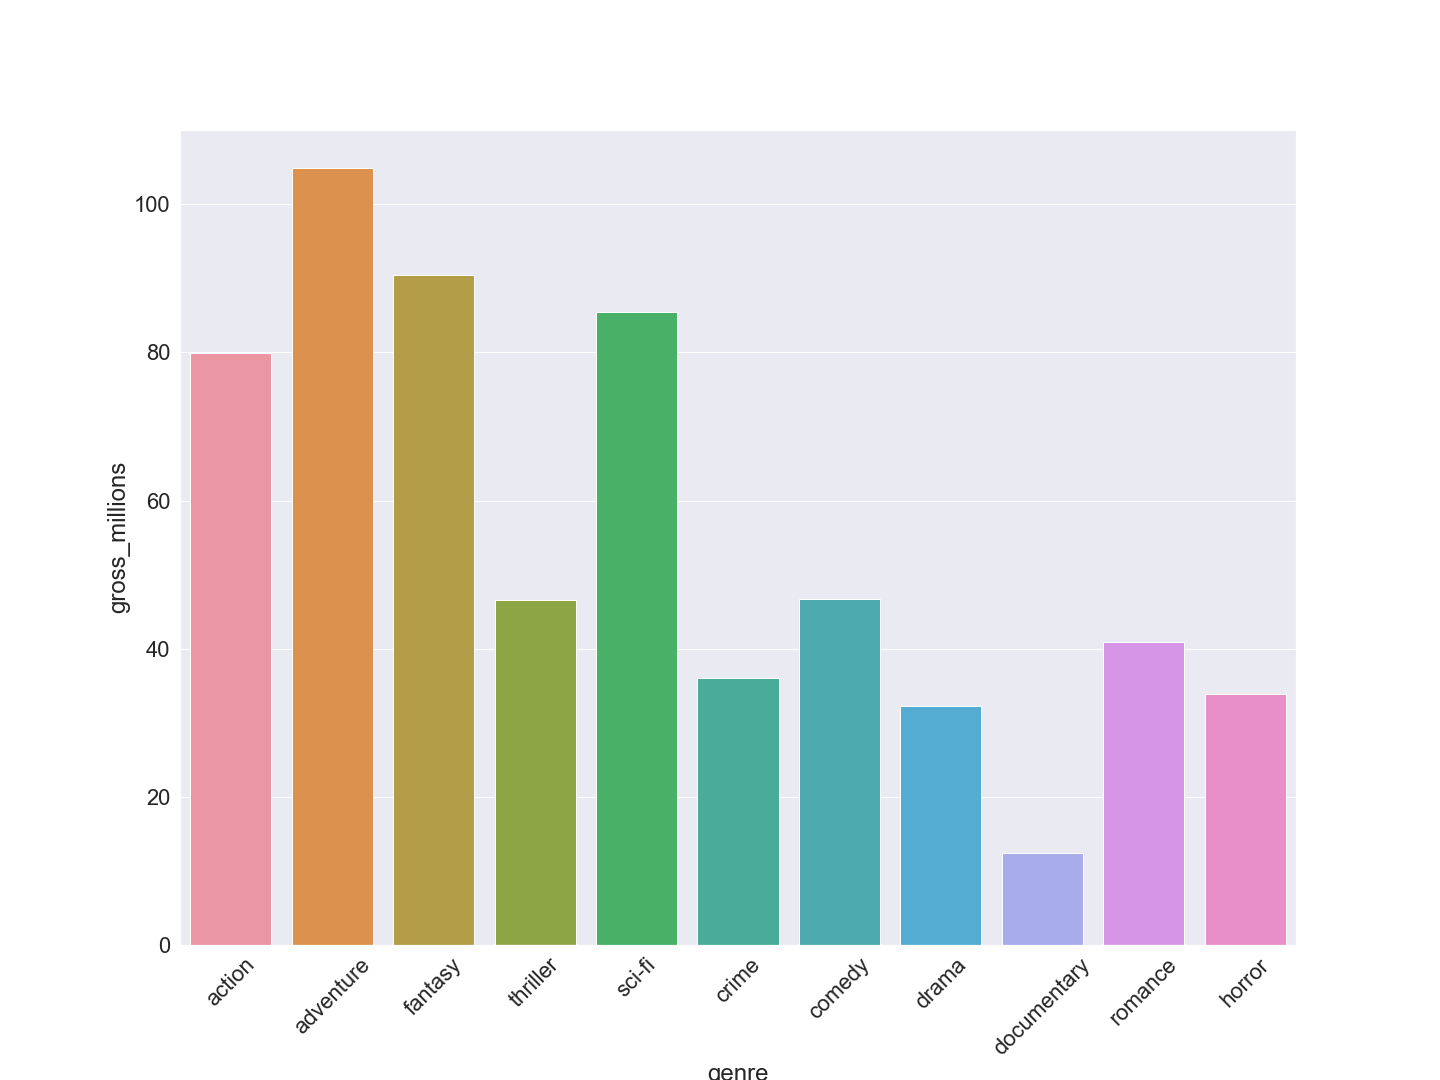 100
80
60
40
20
0
gross_millions
action
adventure
fantasy
thriller
sci-fi
crime
comedy
drama
documentary
romance
horror
genre